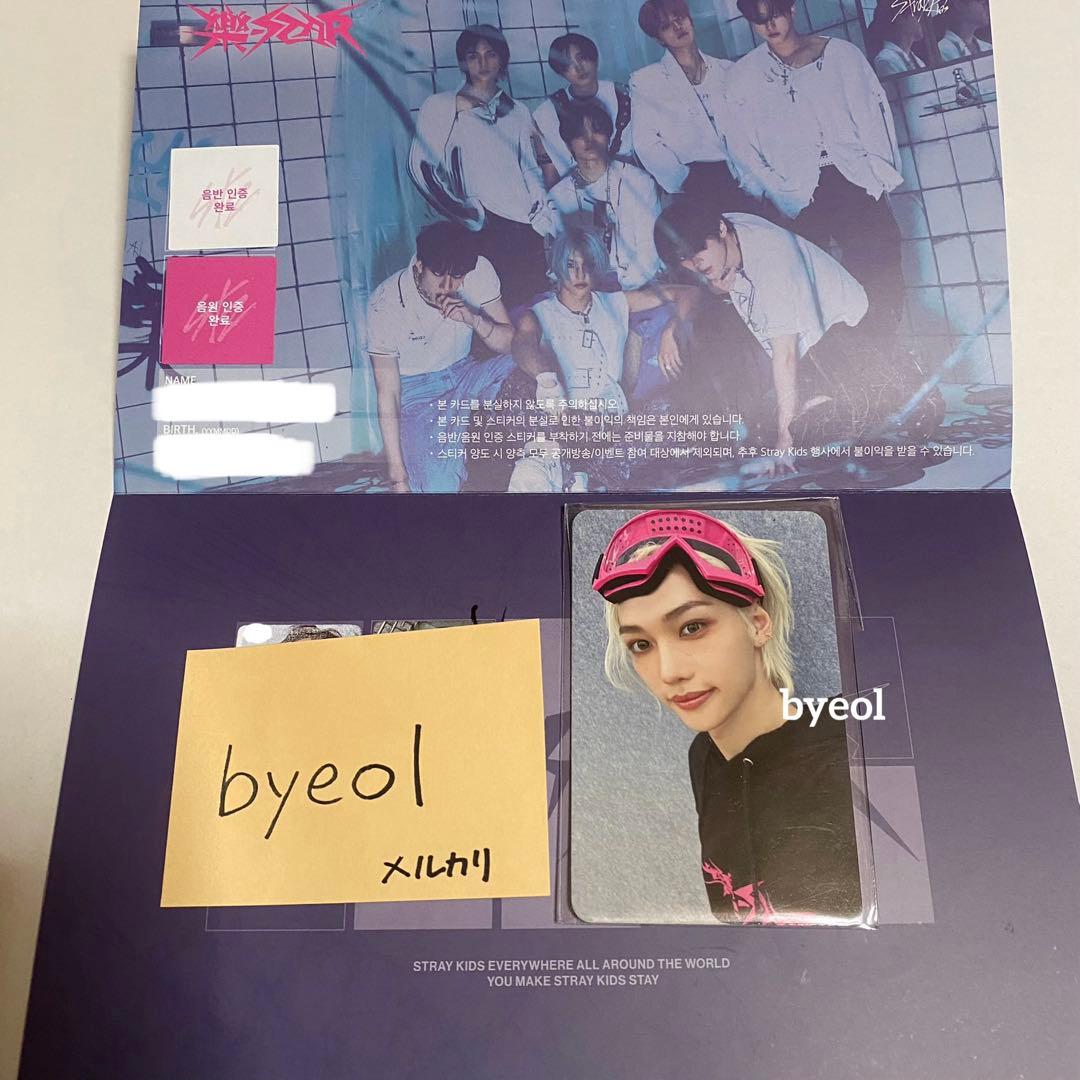 樂-STAR
Stray Kids
음반 인증
완료
음원 인증
완료
NAME
BIRTH. (YYMMDD)
• 본 카드를 분실하지 않도록 주의하십시오.
• 본 카드 및 스티커의 분실로 인한 불이익의 책임은 본인에게 있습니다.
• 음반/음원 인증 스티커를 부착하기 전에는 준비물을 지참해야 합니다.
• 스티커 양도 시 양측 모두 공개방송/이벤트 참여 대상에서 제외되며, 추후 Stray Kids 행사에서 불이익을 받을 수 있습니다.
byeol
byeol
メルカリ
STRAY KIDS EVERYWHERE ALL AROUND THE WORLD
YOU MAKE STRAY KIDS STAY